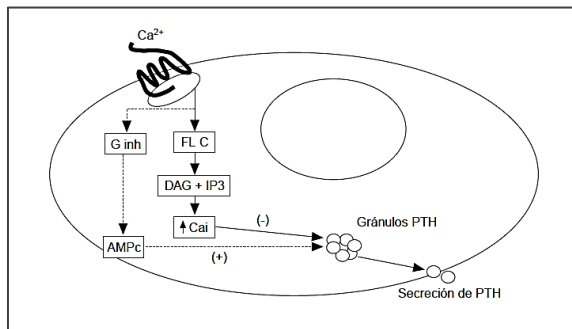 Ca²⁺
G inh
FL C
DAG + IP3
↑ Cai
(-)
Gránulos PTH
AMPc
(+)
Secreción de PTH